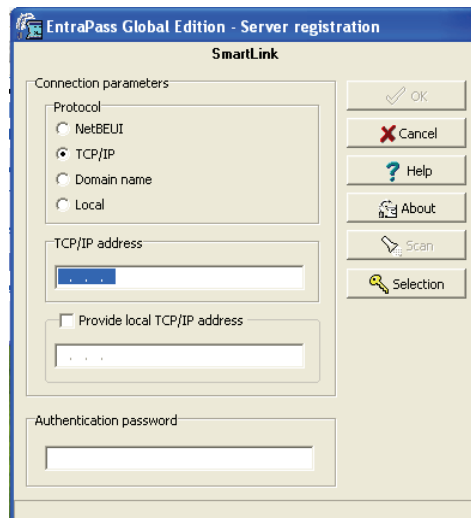 EntraPass Global Edition - Server registration
SmartLink
Connection parameters
Protocol
NetBEUI
TCP/IP
Domain name
Local
TCP/IP address
. . .
Provide local TCP/IP address
. . .
Authentication password
OK
Cancel
Help
About
Scan
Selection